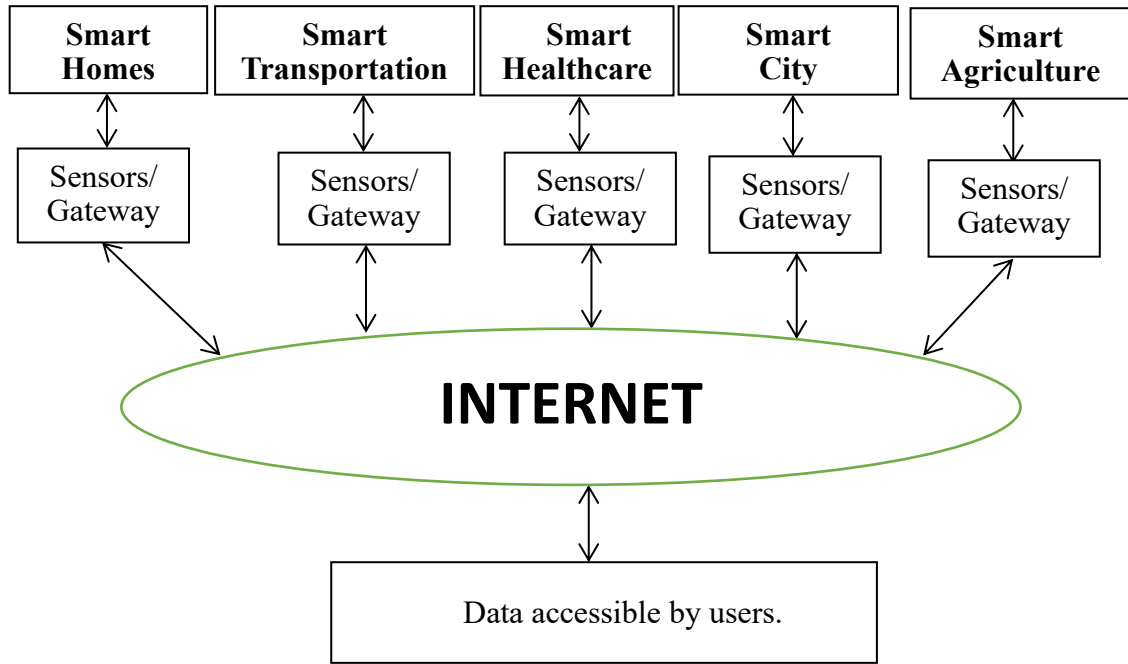 Smart
Homes
Smart
Transportation
Smart
Healthcare
Smart
City
Smart
Agriculture
Sensors/
Gateway
Sensors/
Gateway
Sensors/
Gateway
Sensors/
Gateway
Sensors/
Gateway
INTERNET
Data accessible by users.